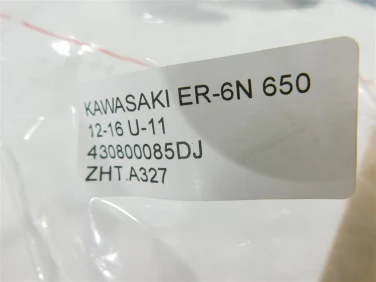 KAWASAKI ER-6N 650
12-16 U-11
430800085DJ
ZHT.A327